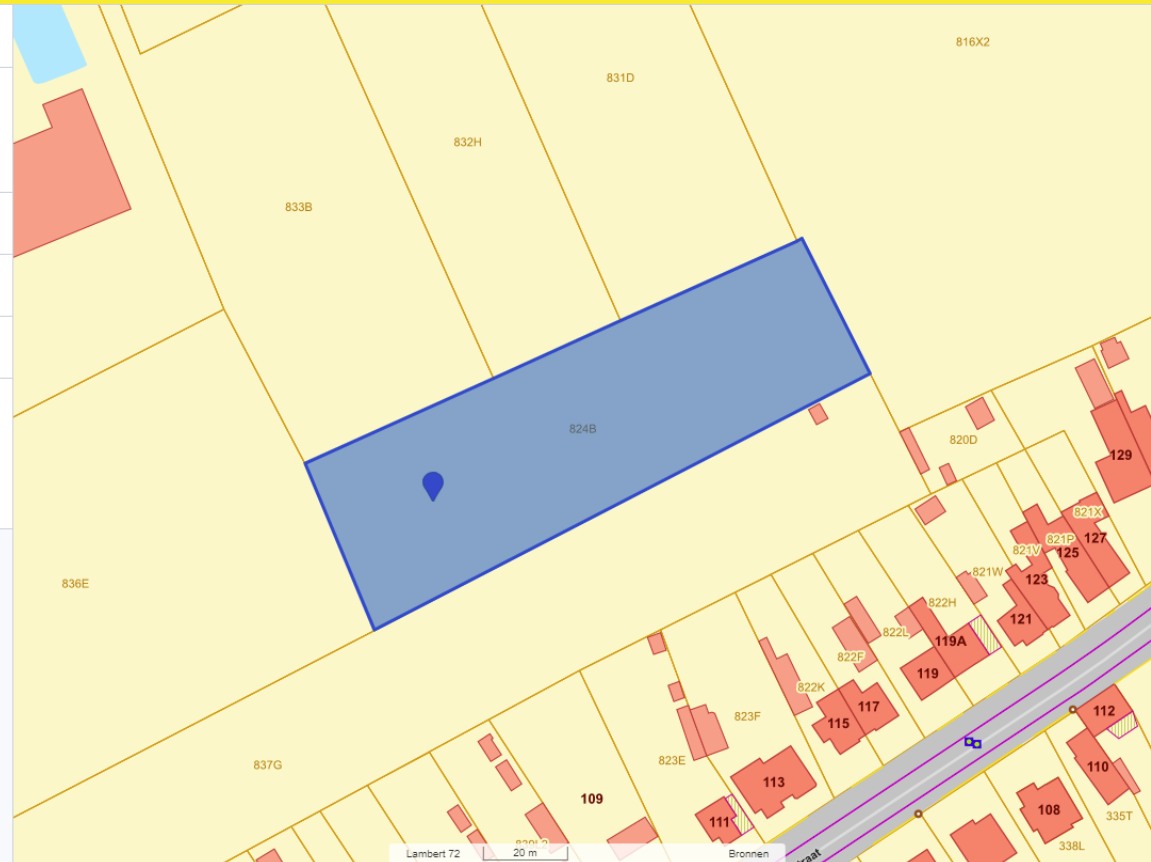 816X2
831D
832H
833B
824B
820D
129
821X
821P
127
821V
125
836E
821W
123
822H
121
822L
119A
822F
119
822K
117
112
823F
115
823E
837G
110
113
109
108
111
335T
338L
raat
Lambert 72
20 m
Bronnen